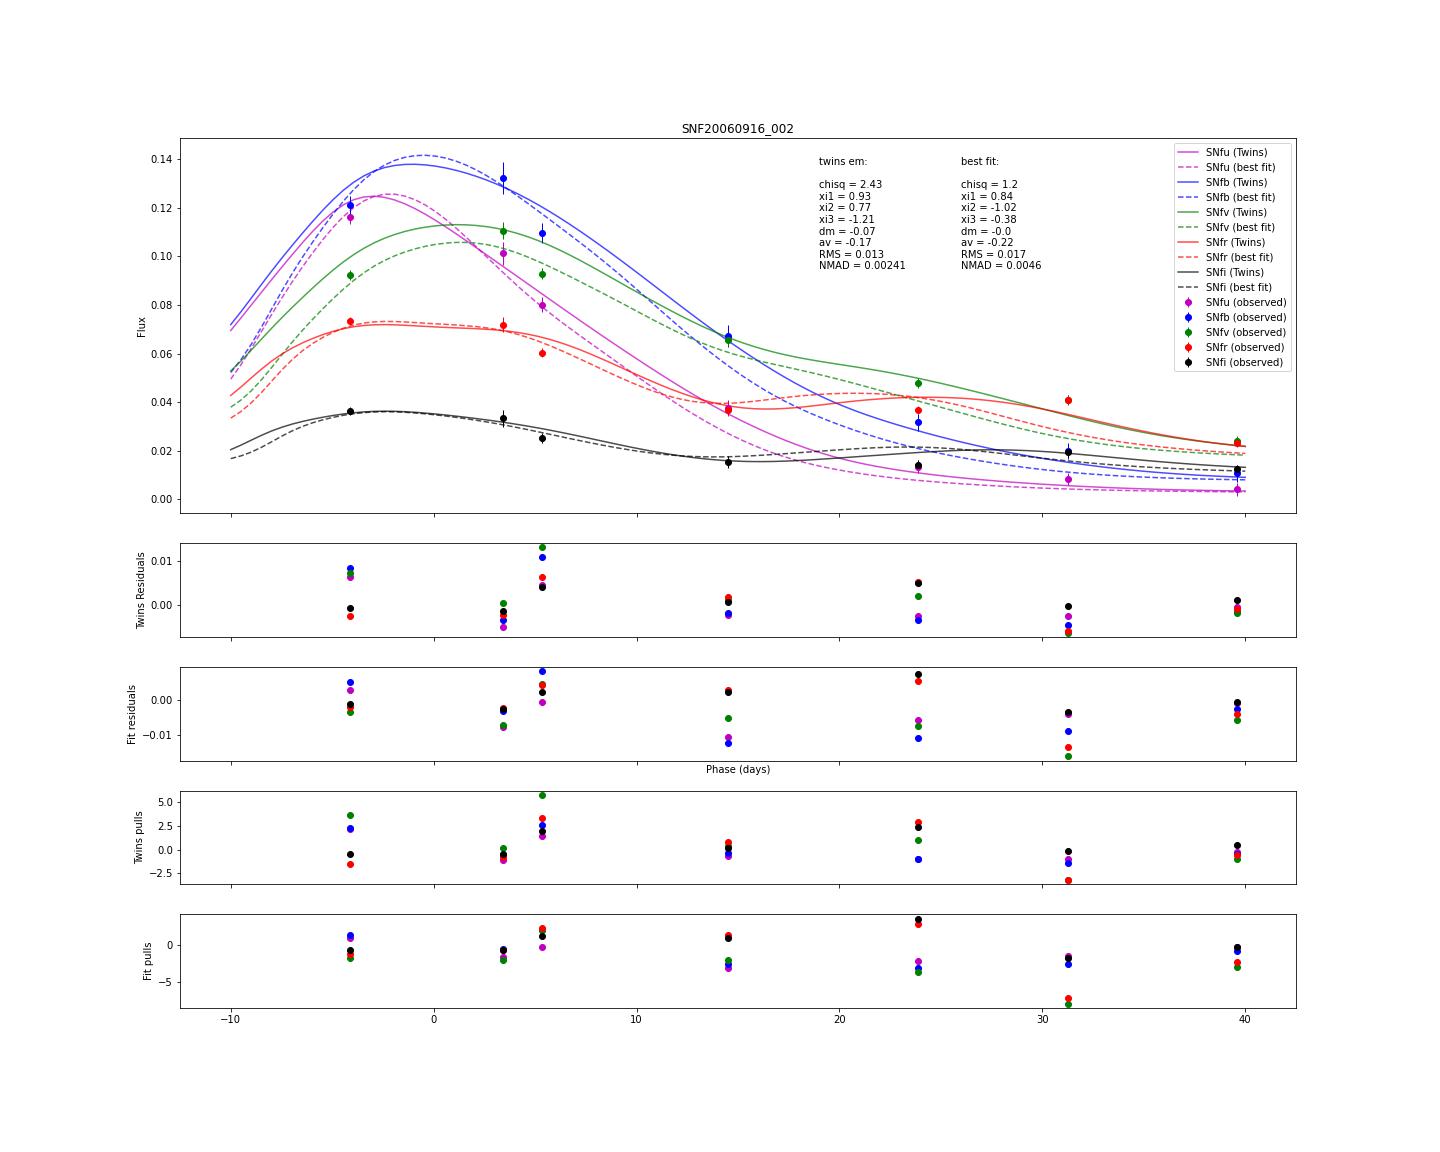 SNF20060916_002
Flux
0.14
0.12
0.10
0.08
0.06
0.04
0.02
0.00
twins em:
chisq = 2.43
xi1 = 0.93
xi2 = 0.77
xi3 = -1.21
dm = -0.07
av = -0.17
RMS = 0.013
NMAD = 0.00241
best fit:
chisq = 1.2
xi1 = 0.84
xi2 = -1.02
xi3 = -0.38
dm = -0.0
av = -0.22
RMS = 0.017
NMAD = 0.0046
SNfu (Twins)
SNfu (best fit)
SNfb (Twins)
SNfb (best fit)
SNfv (Twins)
SNfv (best fit)
SNfr (Twins)
SNfr (best fit)
SNfi (Twins)
SNfi (best fit)
SNfu (observed)
SNfb (observed)
SNfv (observed)
SNfr (observed)
SNfi (observed)
Twins Residuals
0.01
0.00
Fit residuals
0.00
−0.01
Phase (days)
Twins pulls
5.0
2.5
0.0
−2.5
Fit pulls
0
−5
−10
0
10
20
30
40